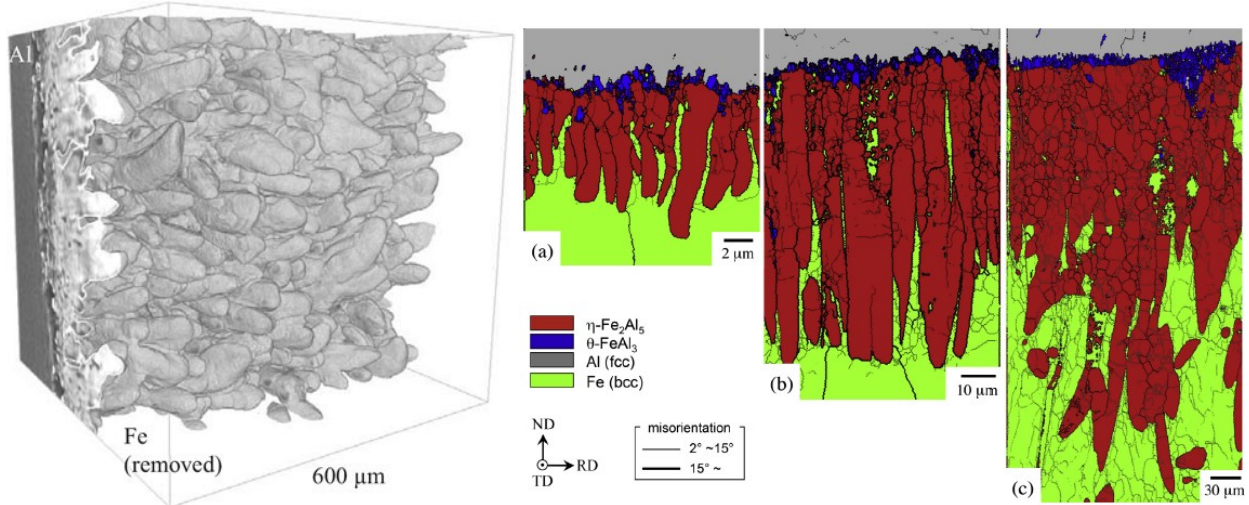 Al
Fe
(removed)
600 μm
(a)
2 μm
η-Fe₂Al₅
θ-FeAl₃
Al (fcc)
Fe (bcc)
ND
RD
TD
misorientation
2° ~15°
15° ~
(b)
10 μm
(c)
30 μm